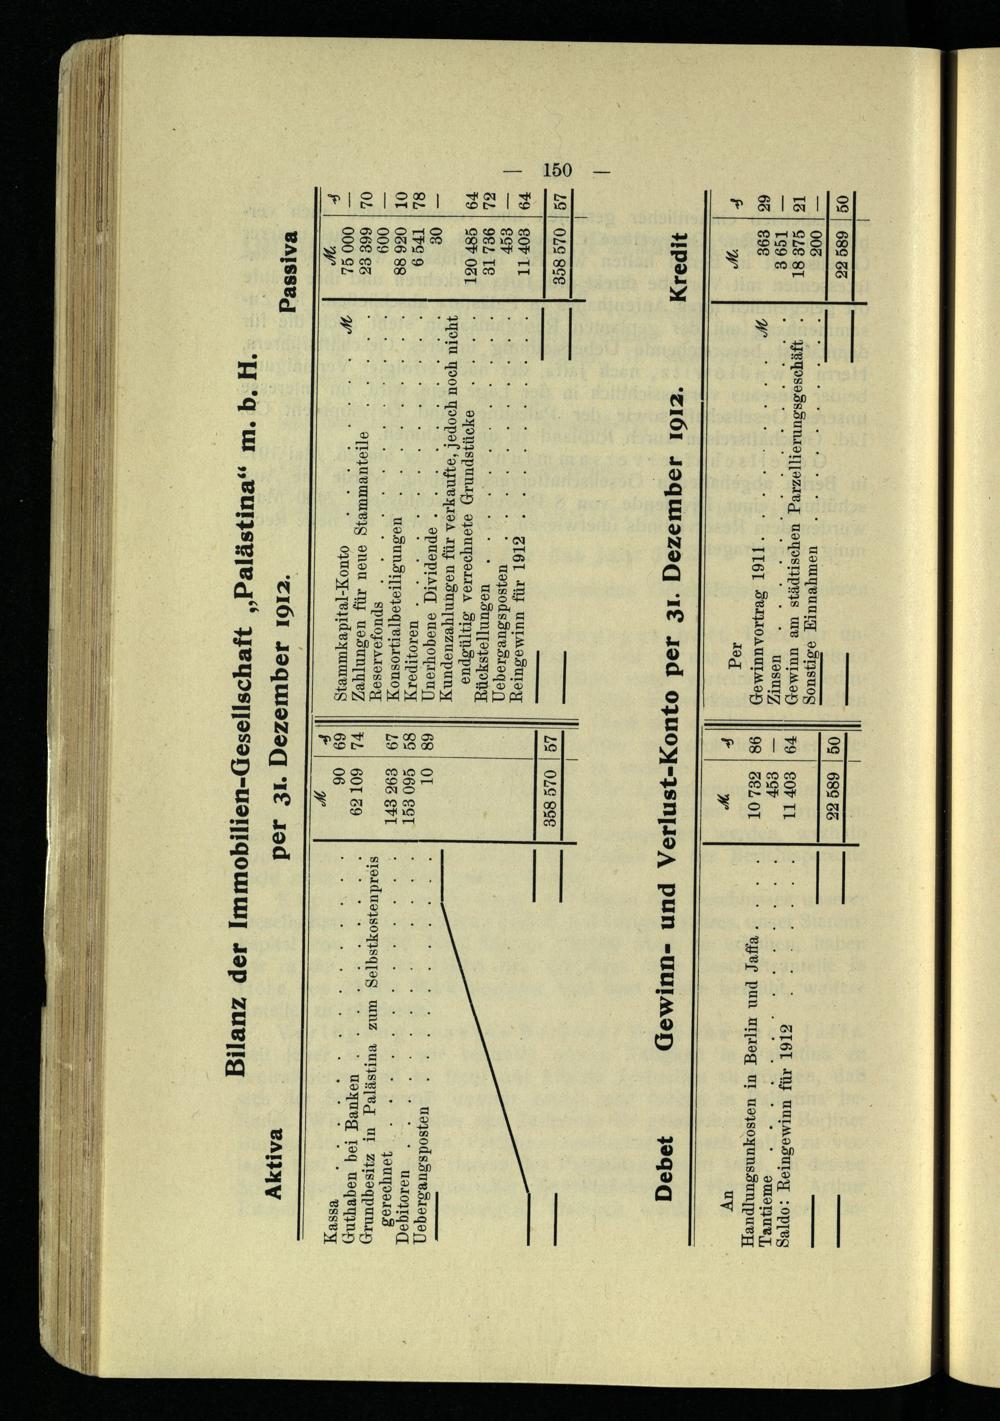 — 150 —
Bilanz der Immobilien-Gesellschaft „Palästina“ m. b. H.
Aktiva per 31. Dezember 1912. Passiva
ℳ ₰
Kassa . . . . . . . . . 90 69
Guthaben bei Banken . . . . . . . 62 109 74
Grundbesitz in Palästina zum Selbstkostenpreis
gerechnet . . . . . . . . 143 263 67
Debitoren . . . . . . . . 153 095 58
Uebergangsposten . . . . . . . 10 89
358 570 57
ℳ ₰
Stammkapital-Konto . . . . . . ℳ 75 000 —
Zahlungen für neue Stammanteile . . . . 23 399 70
Reservefonds . . . . . . . 600 —
Konsortialbeteiligungen . . . . . . 88 920 10
Kreditoren . . . . . . . 6 541 78
Unerhobene Dividende . . . . . . 30 —
Kundenzahlungen für verkaufte, jedoch noch nicht
endgültig verrechnete Grundstücke . . . 120 485 64
Rückstellungen . . . . . . . 31 736 72
Uebergangsposten . . . . . . . 453 —
Reingewinn für 1912 . . . . . . 11 403 64
358 570 57
Debet Gewinn- und Verlust-Konto per 31. Dezember 1912. Kredit
An ℳ ₰
Handlungsunkosten in Berlin und Jaffa . . . 10 732 86
Tantieme . . . . . . . 453 —
Saldo: Reingewinn für 1912 . . . . . 11 403 64
22 589 50
Per ℳ ₰
Gewinnvortrag 1911 . . . . . . ℳ 363 29
Zinsen . . . . . . . 3 651 —
Gewinn am städtischen Parzellierungsgeschäft . 18 375 21
Sonstige Einnahmen . . . . . . 200 —
22 589 50